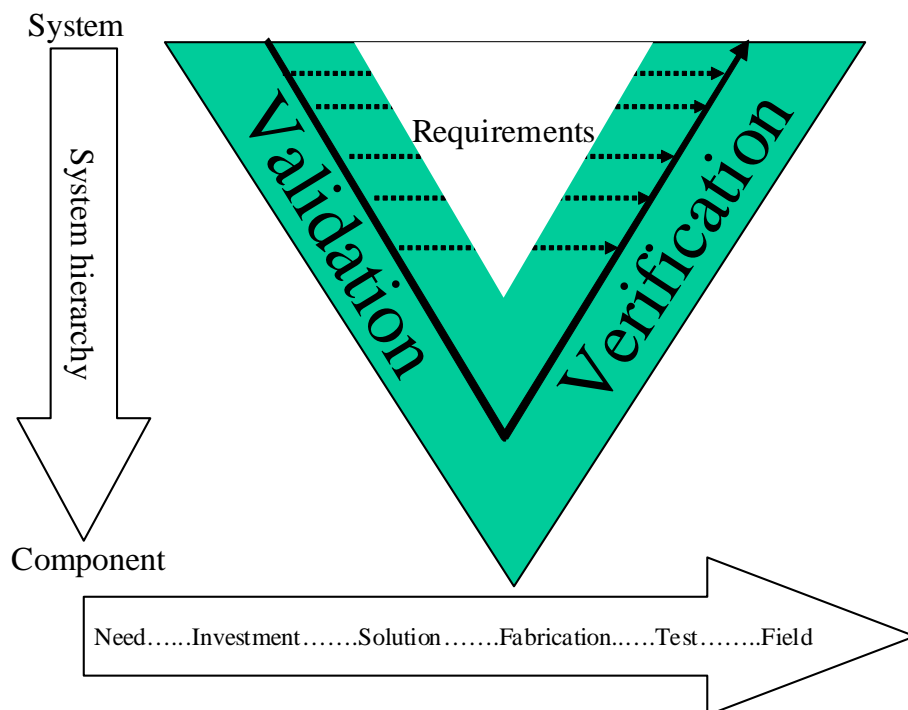 System
System hierarchy
Requirements
Validation
Verification
Component
Need……Investment…….Solution…….Fabrication..….Test……..Field